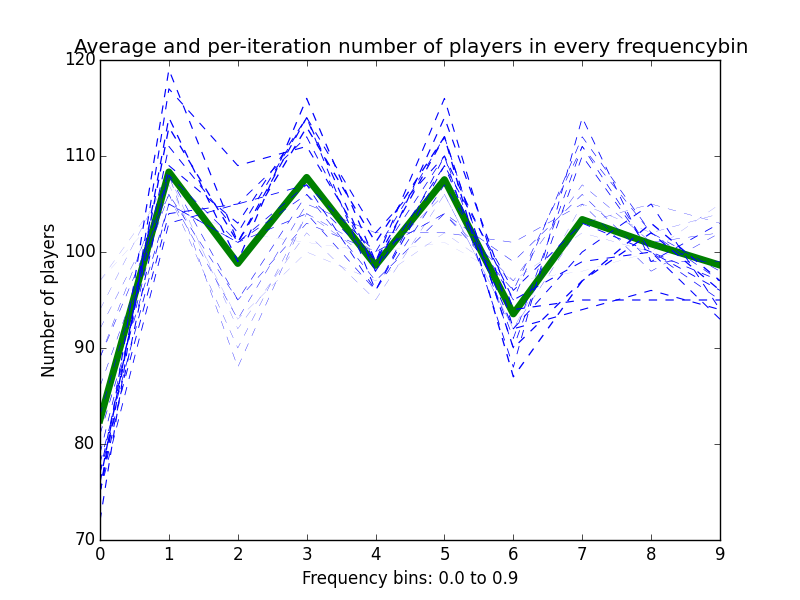 Average and per-iteration number of players in every frequencybin
120
110
100
90
80
70
Number of players
0 1 2 3 4 5 6 7 8 9
Frequency bins: 0.0 to 0.9